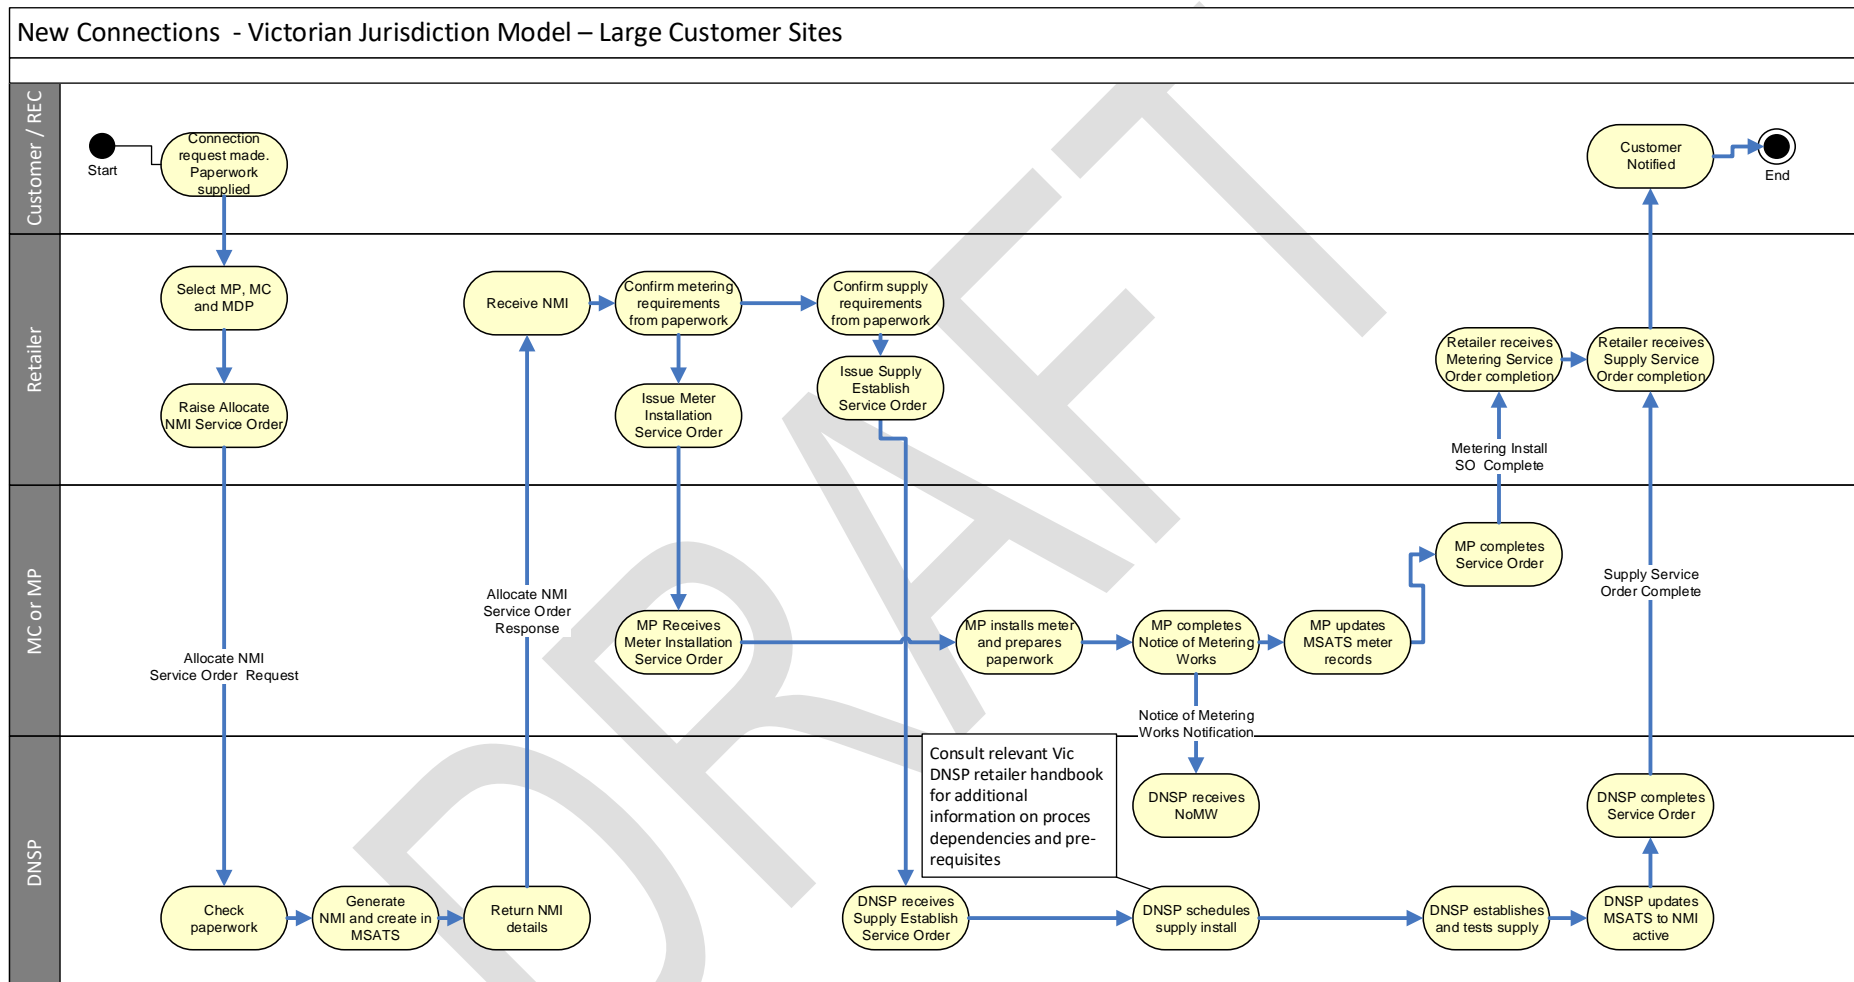 New Connections - Victorian Jurisdiction Model – Large Customer Sites
Customer / REC
Start
Connection
request made.
Paperwork
supplied
Customer
Notified
End
Retailer
Select MP, MC
and MDP
Raise Allocate
NMI Service Order
Receive NMI
Confirm metering
requirements
from paperwork
Issue Meter
Installation
Service Order
Confirm supply
requirements
from paperwork
Issue Supply
Establish
Service Order
Retailer receives
Metering Service
Order completion
Retailer receives
Supply Service
Order completion
Metering Install
SO Complete
MC or MP
Allocate NMI
Service Order Request
Allocate NMI
Service Order
Response
MP Receives
Meter Installation
Service Order
MP installs meter
and prepares
paperwork
MP completes
Notice of Metering
Works
MP updates
MSATS meter
records
MP completes
Service Order
Supply Service
Order Complete
Notice of Metering
Works Notification
DNSP
Check
paperwork
Generate
NMI and create in
MSATS
Return NMI
details
Consult relevant Vic
DNSP retailer handbook
for additional
information on proces
dependencies and pre-
requisites
DNSP receives
NoMW
DNSP receives
Supply Establish
Service Order
DNSP schedules
supply install
DNSP establishes
and tests supply
DNSP updates
MSATS to NMI
active
DNSP completes
Service Order
DRAFT